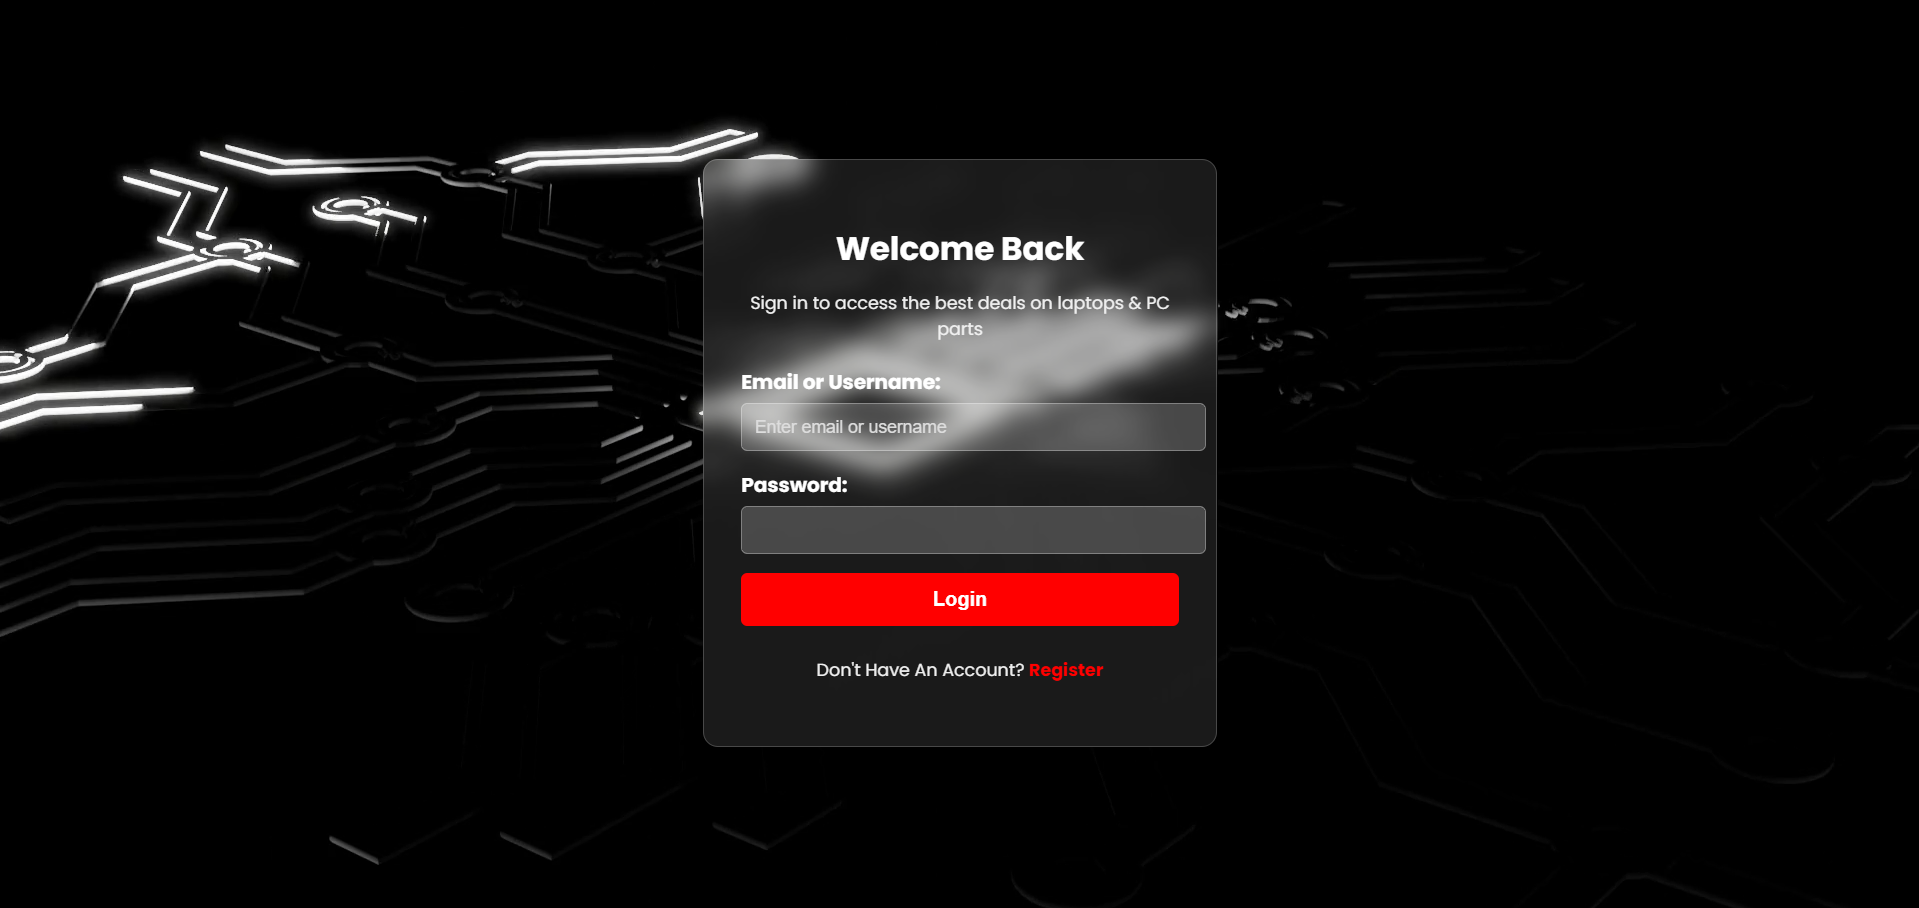 Welcome Back
Sign in to access the best deals on laptops & PC
parts
Email or Username:
Enter email or username
Password:
Login
Don't Have An Account? Register